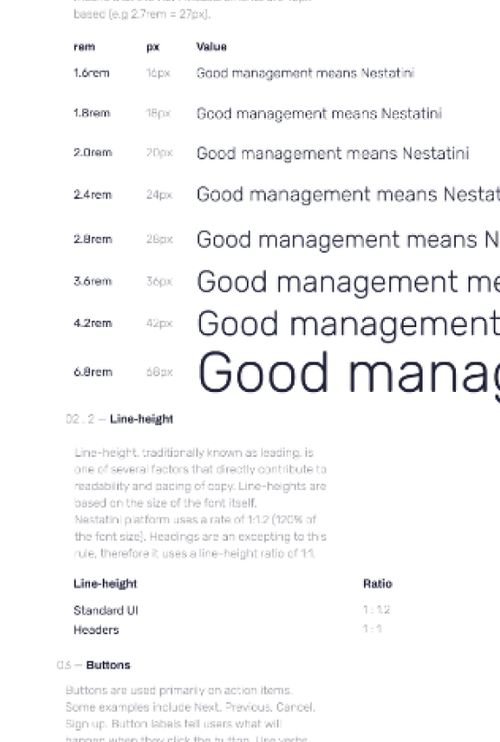 based (e.g 2.7rem = 27px).
rem px Value
1.6rem 16px Good management means Nestatini
1.8rem 18px Good management means Nestatini
2.0rem 20px Good management means Nestatini
2.4rem 24px Good management means Nestat
2.8rem 28px Good management means N
3.6rem 36px Good management me
4.2rem 42px Good management
6.8rem 68px Good manag
02 . 2 — Line-height
Line-height, traditionally known as leading, is
one of several factors that directly contribute to
readability and pacing of copy. Line-heights are
based on the size of the font itself.
Nestatini platform uses a rate of 1:1.2 (120% of
the font size). Headings are an excepting to this
rule, therefore it uses a line-height ratio of 1:1.
Line-height Ratio
Standard UI 1 : 1.2
Headers 1 : 1
03 — Buttons
Buttons are used primarily on action items.
Some examples include Next, Previous, Cancel,
Sign up. Button labels tell users what will
happen when they click the button. Use verbs